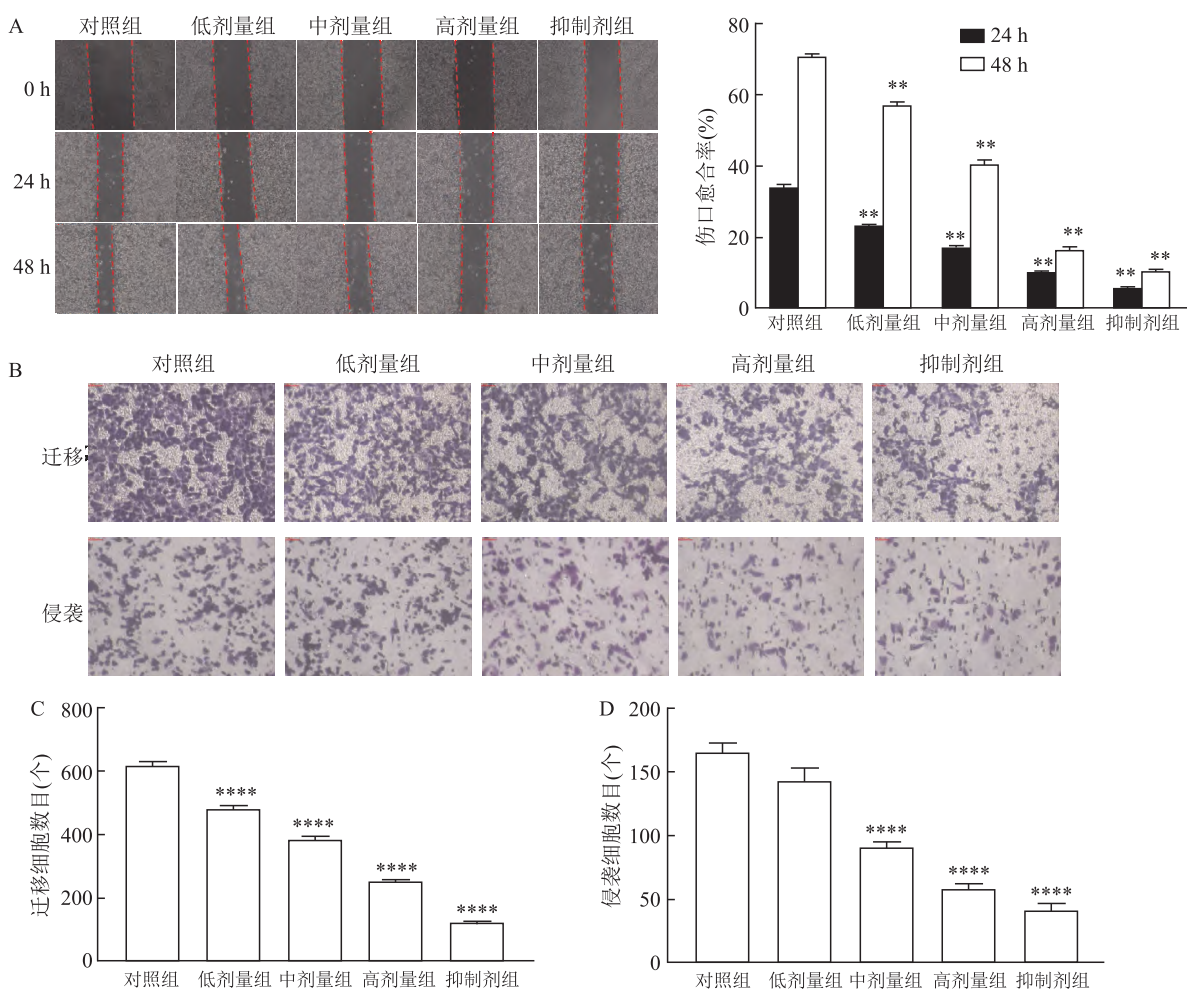 A
对照组 低剂量组 中剂量组 高剂量组 抑制剂组
0 h
24 h
48 h
伤口愈合率(%)
80
60
40
20
0
24 h
48 h
**
**
**
**
**
**
**
**
对照组 低剂量组 中剂量组 高剂量组 抑制剂组
B
对照组 低剂量组 中剂量组 高剂量组 抑制剂组
迁移
侵袭
C
迁移细胞数目(个)
800
600
400
200
0
****
****
****
****
对照组 低剂量组 中剂量组 高剂量组 抑制剂组
D
侵袭细胞数目(个)
200
150
100
50
0
****
****
****
对照组 低剂量组 中剂量组 高剂量组 抑制剂组